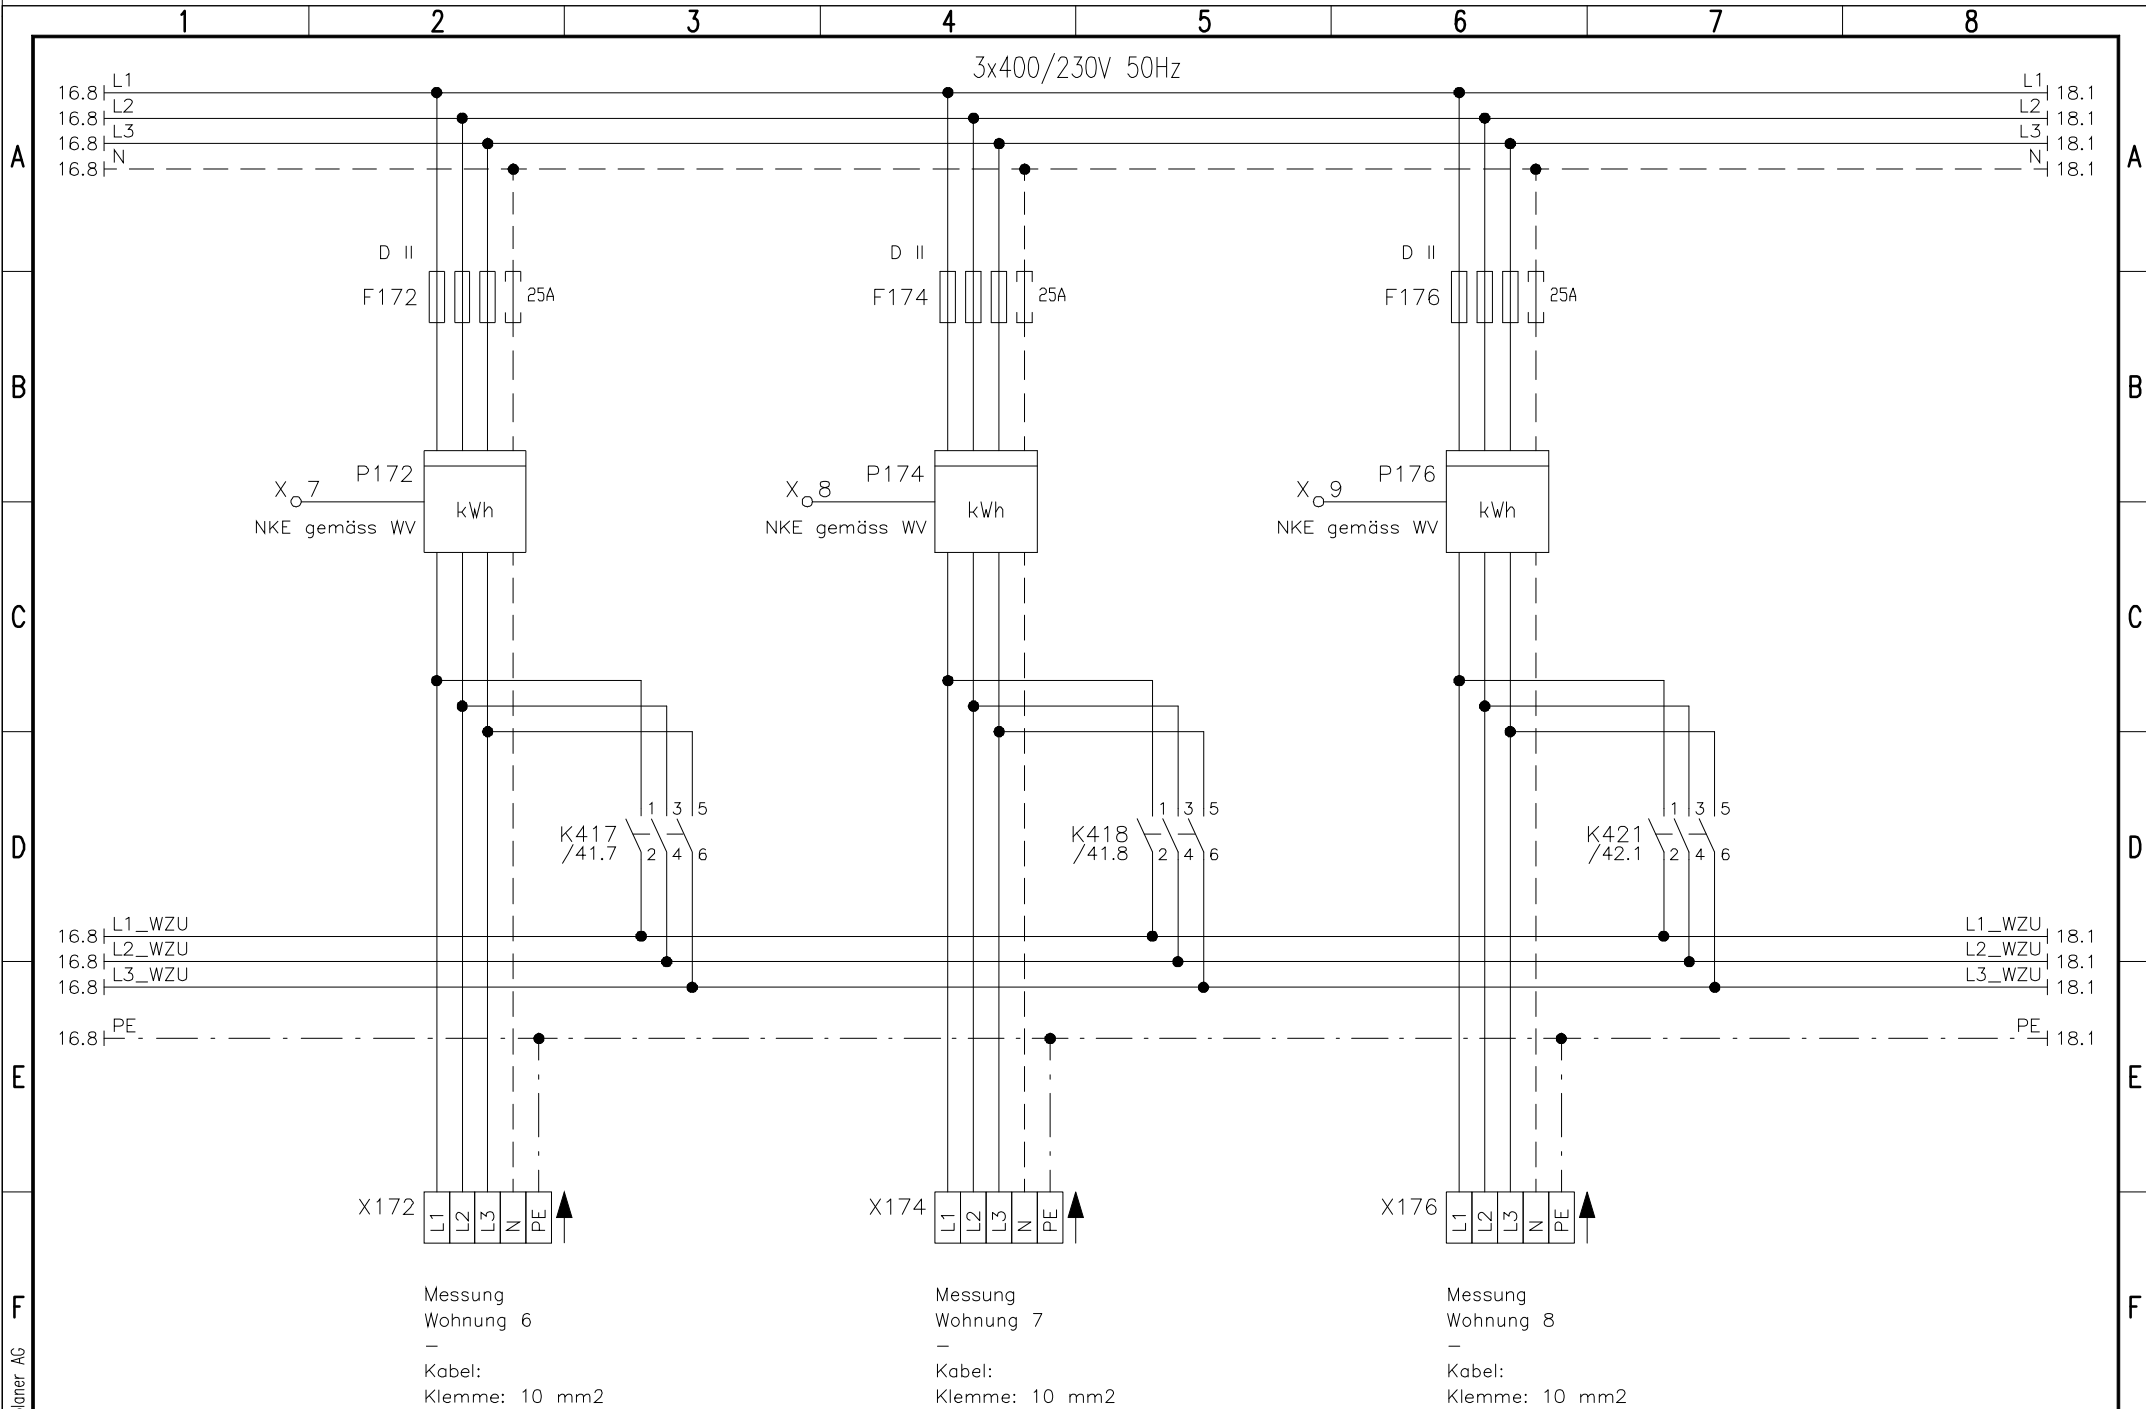 1 2 3 4 5 6 7 8
3x400/230V 50Hz
16.8 L1 L1 18.1
16.8 L2 L2 18.1
16.8 L3 L3 18.1
16.8 N N 18.1
A A
D II D II D II
F172 25A F174 25A F176 25A
B B
P172 P174 P176
X 7 X 8 X 9
kWh kWh kWh
NKE gemäss WV NKE gemäss WV NKE gemäss WV
C C
1 3 5 1 3 5 1 3 5
K417 K418 K421
/41.7 2 4 6 /41.8 2 4 6 /42.1 2 4 6
D D
16.8 L1_WZU L1_WZU 18.1
16.8 L2_WZU L2_WZU 18.1
16.8 L3_WZU L3_WZU 18.1
16.8 PE PE 18.1
E E
X172 L1 L2 L3 N PE X174 L1 L2 L3 N PE X176 L1 L2 L3 N PE
F F
Messung Messung Messung
Wohnung 6 Wohnung 7 Wohnung 8
– – –
Kabel: Kabel: Kabel:
Klemme: 10 mm2 Klemme: 10 mm2 Klemme: 10 mm2
AG